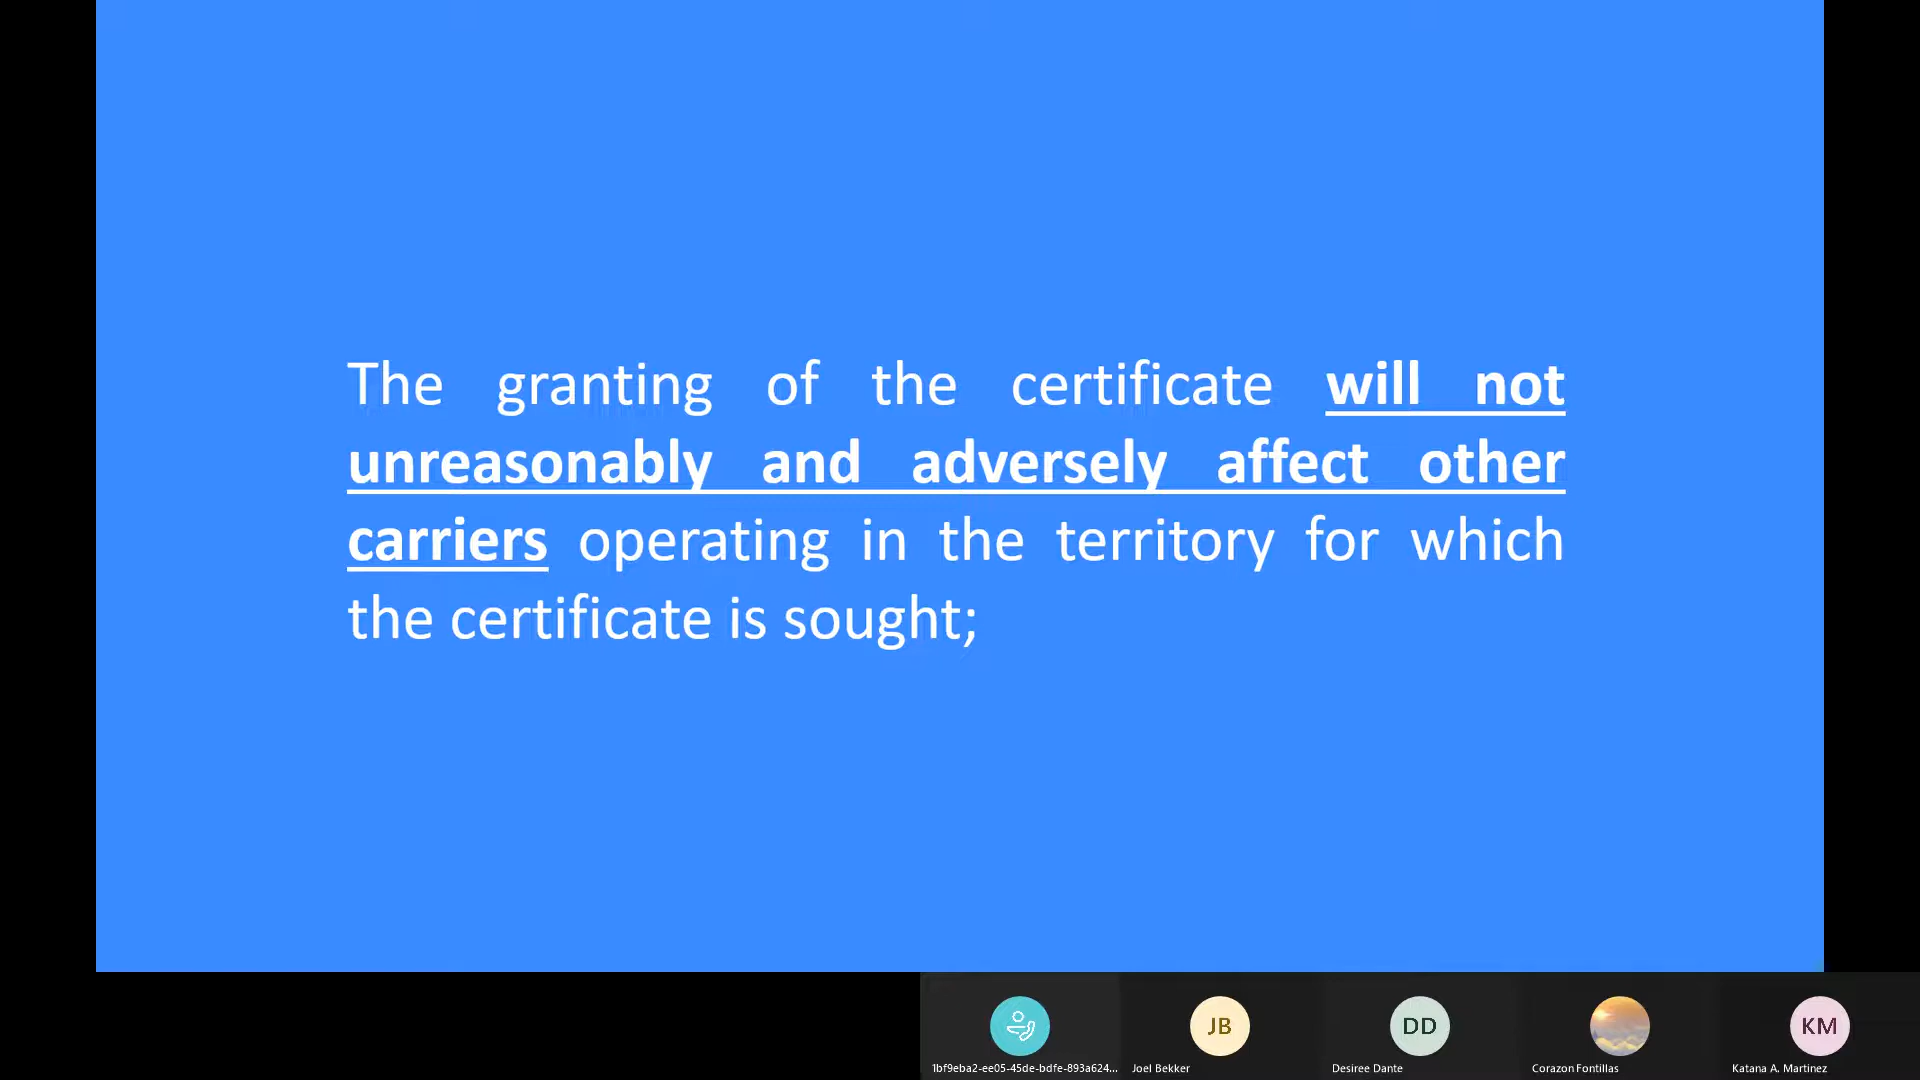 The granting of the certificate will not
unreasonably and adversely affect other
carriers operating in the territory for which
the certificate is sought;
JB
DD
KM
1bf9eba2-ee05-45de-bdfe-893a624...
Joel Bekker
Desiree Dante
Corazon Fontillas
Katana A. Martinez